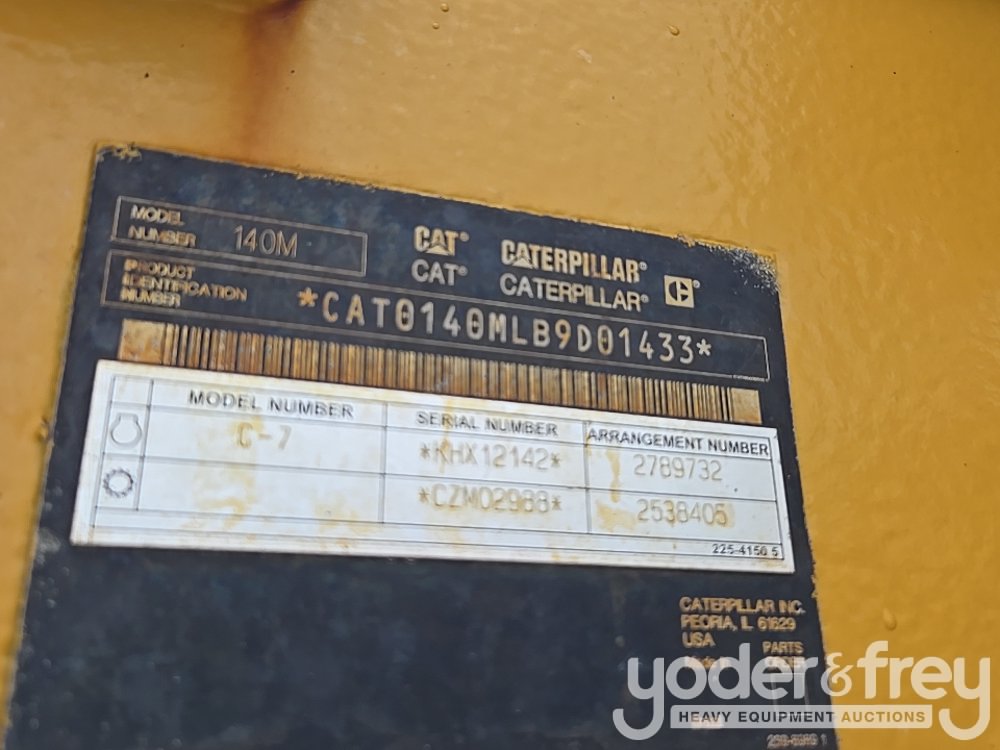 MODEL
NUMBER 140M
CAT® CATERPILLAR® C®
CAT® CATERPILLAR®
PRODUCT
IDENTIFICATION
NUMBER
*CAT0140MLB9D01433*
MODEL NUMBER SERIAL NUMBER ARRANGEMENT NUMBER
C-7 *KHX12142* 2789732
*CZM02988* 2538405
225-4156 5
CATERPILLAR INC.
PEORIA, IL 61629
USA
PARTS
yoder&frey
HEAVY EQUIPMENT AUCTIONS